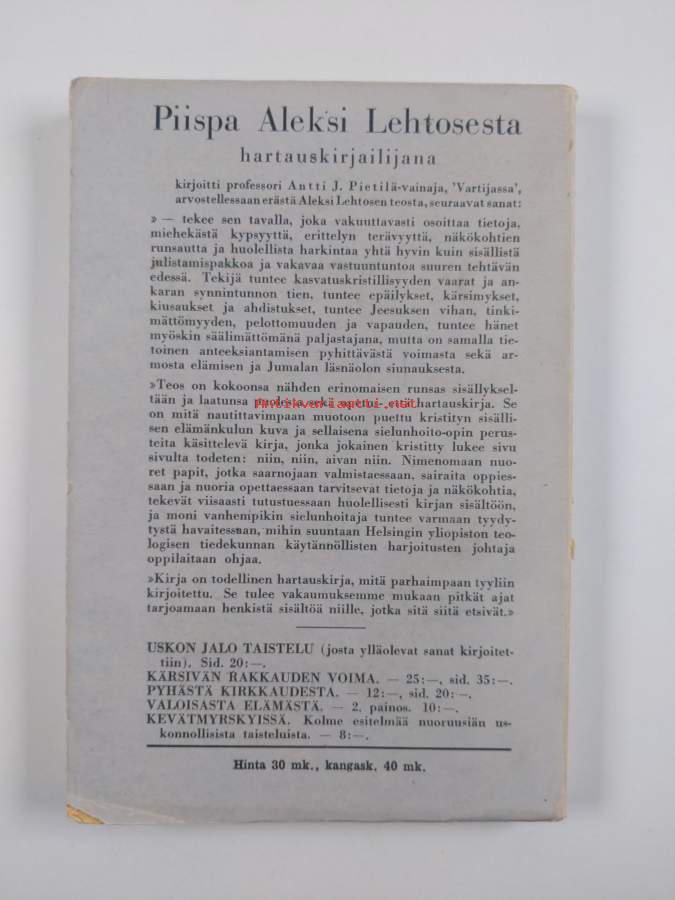 Piispa Aleksi Lehtosesta
hartauskirjailijana
kirjoitti professori Antti J. Pietilä-vainaja, 'Vartijassa',
arvostellessaan erästä Aleksi Lehtosen teosta, seuraavat sanat:
» — tekee sen tavalla, joka vakuuttavasti osoittaa tietoja,
miehekästä kypsyyttä, erittelyn terävyyttä, näkökohtien
runsautta ja huolellista harkintaa yhtä hyvin kuin sisällistä
julistamispakkoa ja vakavaa vastuuntuntoa suuren tehtävän
edessä. Tekijä tuntee kasvatuskristillisyyden vaarat ja an-
karan synnintunnon tien, tuntee epäilykset, kärsimykset,
kiusaukset ja ahdistukset, tuntee Jeesuksen vihan, tinki-
mättömyyden, pelottomuuden ja vapauden, tuntee hänet
myöskin säälimättömänä paljastajana, mutta on samalla tie-
toinen anteeksiantamisen pyhittävästä voimasta sekä ar-
mosta elämisen ja Jumalan läsnäolon siunauksesta.
»Teos on kokoonsa nähden erinomaisen runsas sisällyksel-
tään ja laatunsa puolesta sekä opettu- että hartauskirja. Se
Antikvariaatti.net
on mitä nautittavimpaan muotoon puettu kristityn sisälli-
sen elämänkulun kuva ja sellaisena sielunhoito-opin perus-
teita käsittelevä kirja, jonka jokainen kristitty lukee sivu
sivulta todeten: niin, niin, aivan niin. Nimenomaan nuo-
ret papit, jotka saarnojaan valmistaessaan, sairaita oppies-
saan ja nuoria opettaessaan tarvitsevat tietoja ja näkökohtia,
tekevät viisaasti tutustuessaan huolellisesti kirjan sisältöön,
ja moni vanhempikin sielunhoitaja tuntee varmaan tyydy-
tystä havaitessaan, mihin suuntaan Helsingin yliopiston teo-
logisen tiedekunnan käytännöllisten harjoitusten johtaja
oppilaitaan ohjaa.
»Kirja on todellinen hartauskirja, mitä parhaimpaan tyyliin
kirjoitettu. Se tulee vakaumuksemme mukaan pitkät ajat
tarjoamaan henkistä sisältöä niille, jotka sitä siitä etsivät.»
USKON JALO TAISTELU (josta ylläolevat sanat kirjoitet-
tiin). Sid. 20:—.
KÄRSIVÄN RAKKAUDEN VOIMA. — 25:—, sid. 35:—.
PYHÄSTÄ KIRKKAUDESTA. — 12:—, sid. 20:—.
VALOISASTA ELÄMÄSTÄ. — 2. painos. 10:—.
KEVÄTMYRSKYISSÄ. Kolme esitelmää nuoruusiän us-
konnollisista taisteluista. — 8:—.
Hinta 30 mk., kangask. 40 mk.